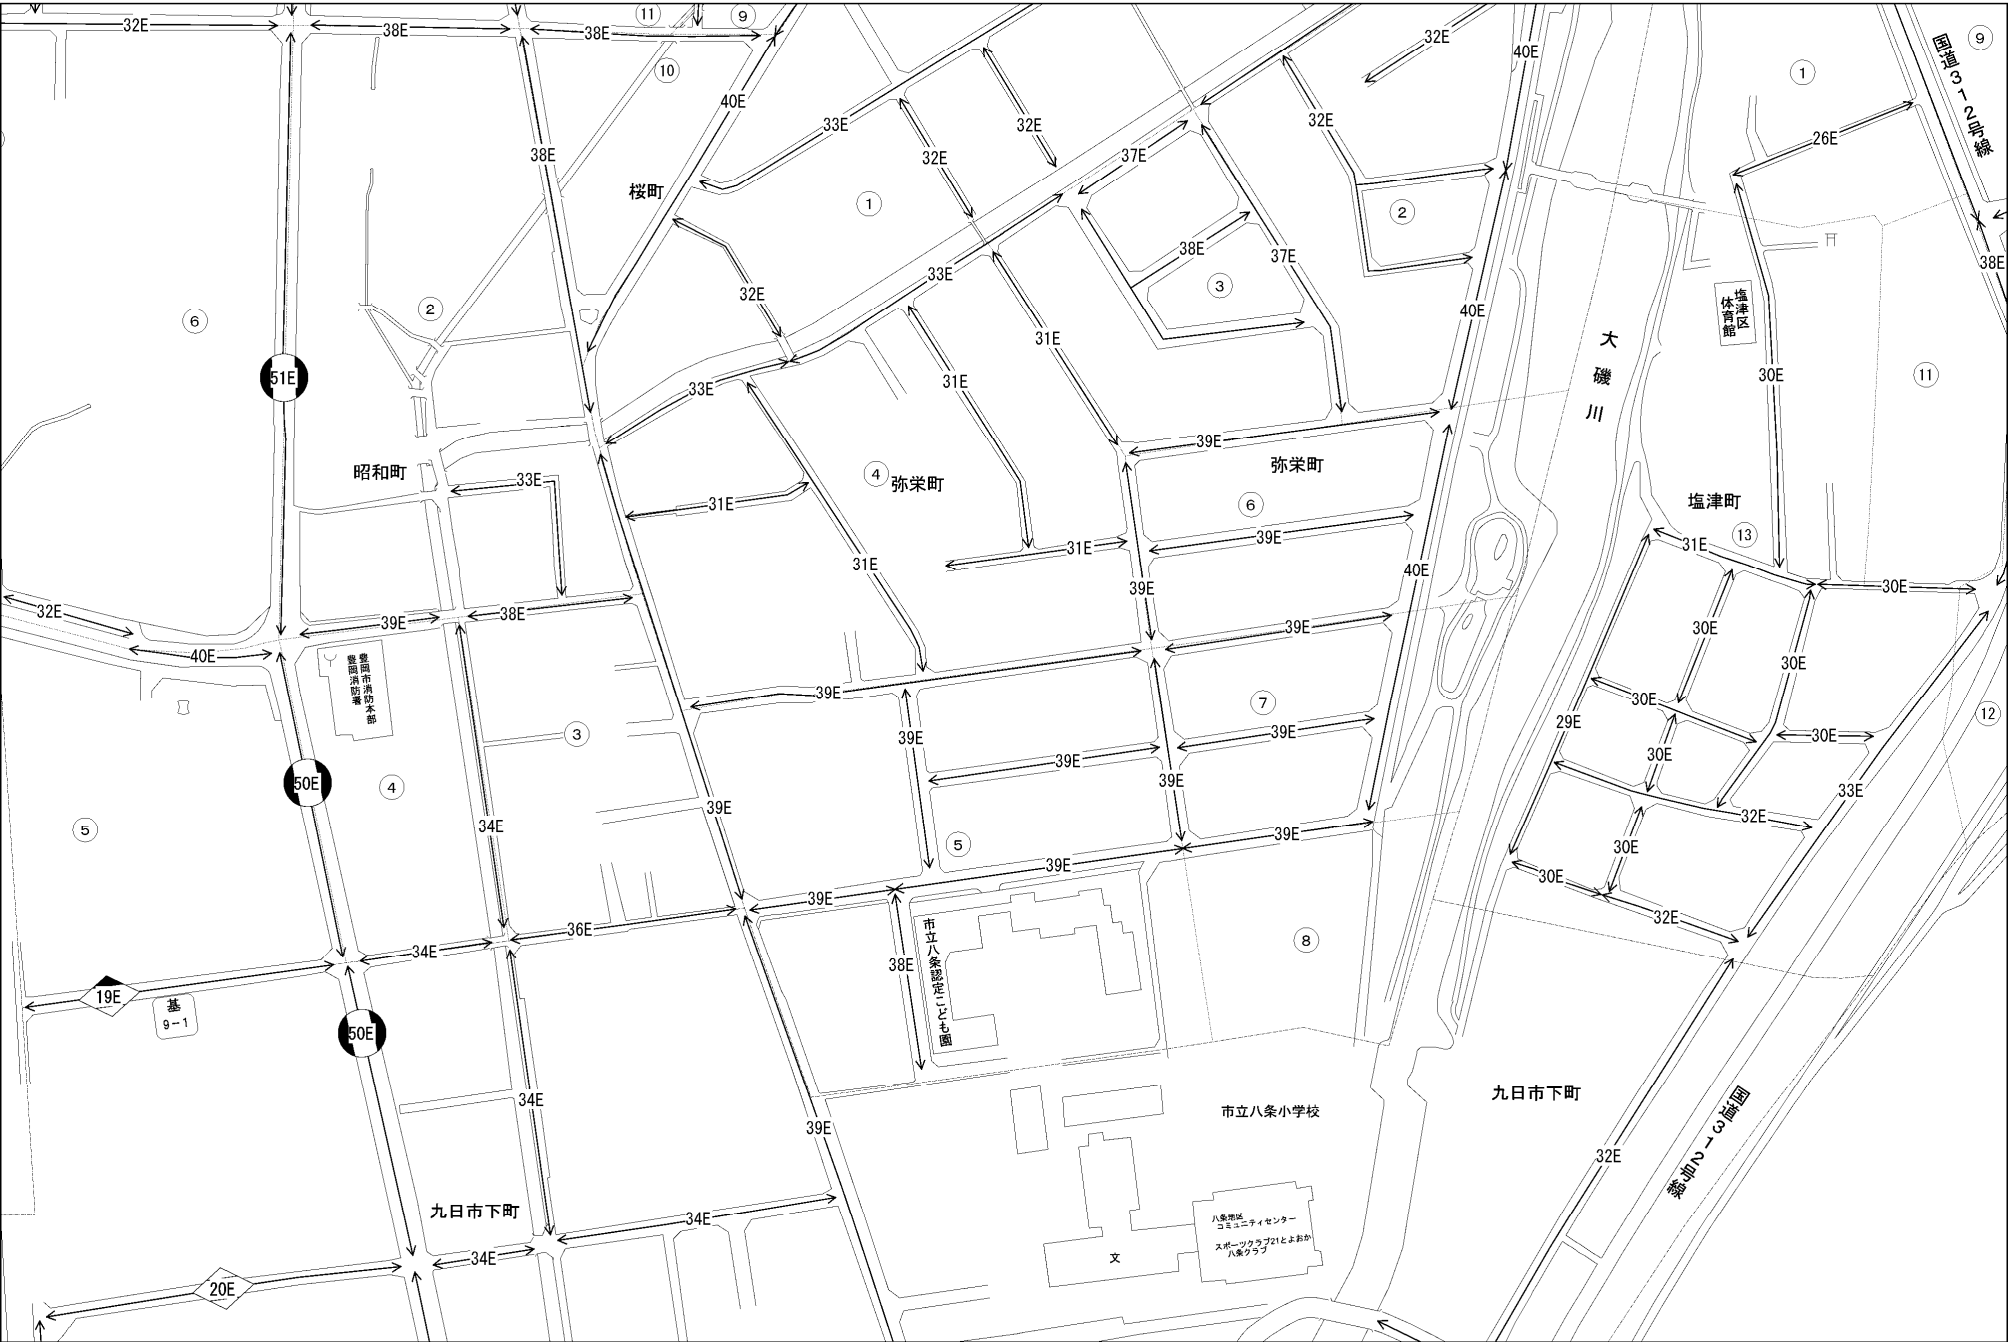 32E
38E
38E
⑪
⑨
32E
40E
国道312号線
⑨
⑩
①
40E
33E
32E
32E
26E
38E
32E
37E
桜町
①
②
38E
37E
32E
33E
③
40E
38E
②
⑥
31E
塩津区
体育館
大磯川
51E
33E
31E
30E
⑪
39E
昭和町
④
弥栄町
弥栄町
33E
31E
⑥
塩津町
31E
39E
⑬
31E
31E
40E
39E
30E
32E
39E
38E
39E
30E
40E
豊岡市消防本部
豊岡消防署
39E
30E
30E
⑦
29E
⑫
③
39E
39E
30E
30E
50E
④
39E
39E
33E
39E
34E
⑤
39E
32E
⑤
39E
30E
39E
30E
36E
32E
34E
38E
市立八条認定こども園
⑧
19E
基
9-1
50E
34E
39E
市立八条小学校
九日市下町
国道312号線
32E
九日市下町
34E
34E
八条地区
コミュニティセンター
スポーツクラブ21とよおか
八条クラブ
文
20E